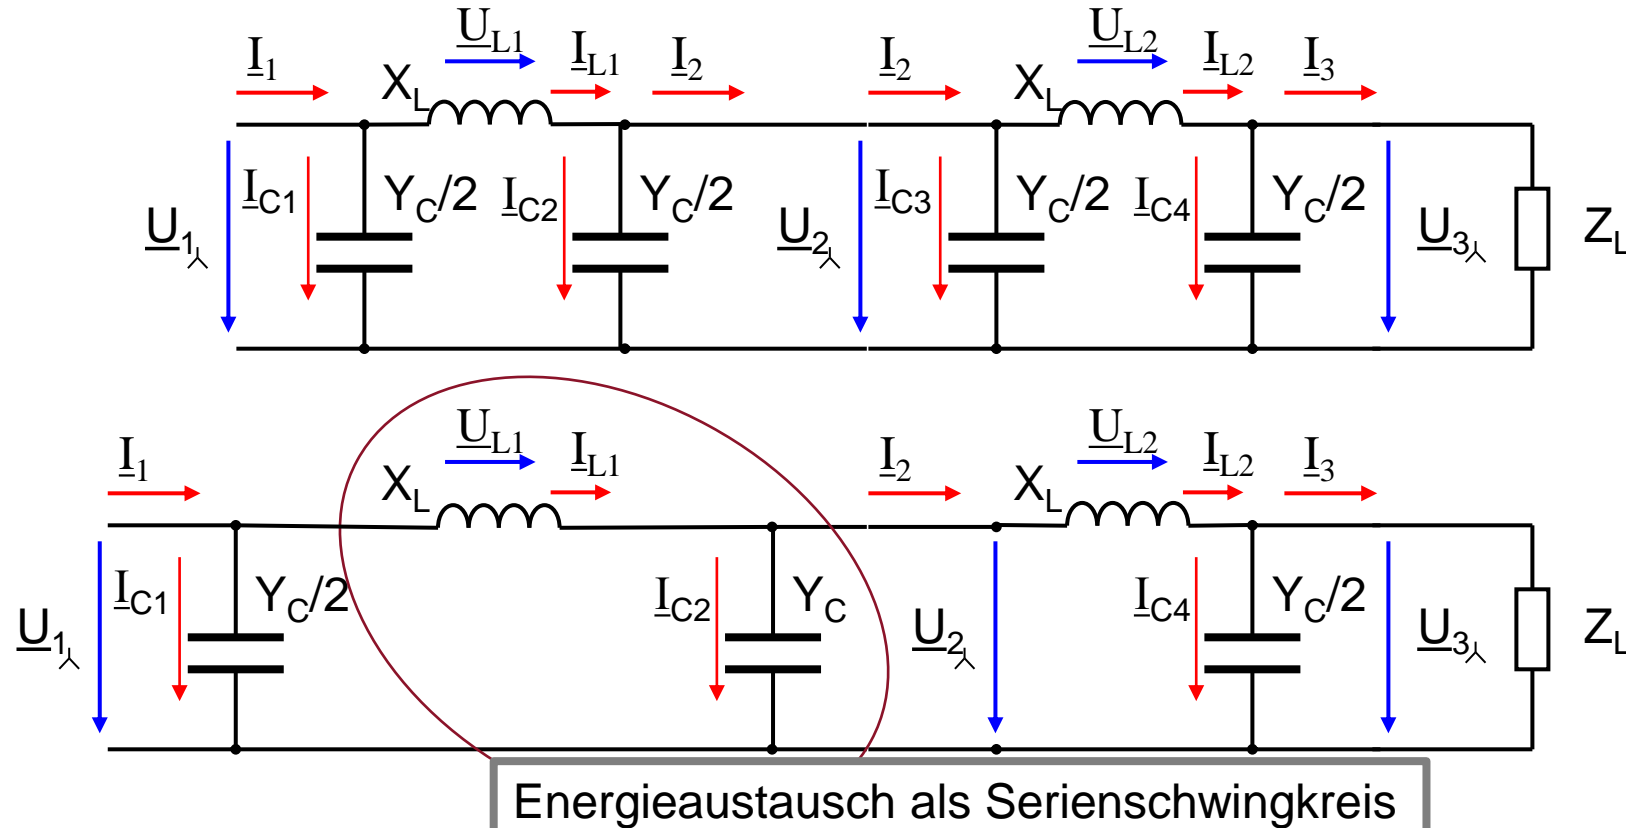 U_L1 U_L2
I_1 I_L1 I_2 I_2 I_L2 I_3
X_L X_L
I_C1 Y_C/2 I_C2 Y_C/2 I_C3 Y_C/2 I_C4 Y_C/2
U_1⅄ U_2⅄ U_3⅄ Z_L
U_L1 U_L2
I_1 I_L1 I_2 I_L2 I_3
X_L X_L
I_C1 Y_C/2 I_C2 Y_C I_C4 Y_C/2
U_1⅄ U_2⅄ U_3⅄ Z_L
Energieaustausch als Serienschwingkreis